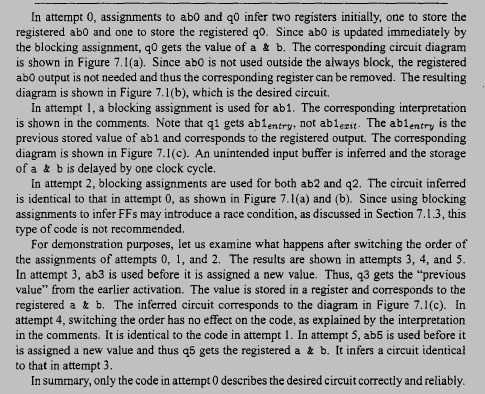 In attempt 0, assignments to ab0 and q0 infer two registers initially, one to store the
registered ab0 and one to store the registered q0. Since ab0 is updated immediately by
the blocking assignment, q0 gets the value of a & b. The corresponding circuit diagram
is shown in Figure 7.1(a). Since ab0 is not used outside the always block, the registered
ab0 output is not needed and thus the corresponding register can be removed. The resulting
diagram is shown in Figure 7.1(b), which is the desired circuit.
In attempt 1, a blocking assignment is used for ab1. The corresponding interpretation
is shown in the comments. Note that q1 gets ab1entry, not ab1exit. The ab1entry is the
previous stored value of ab1 and corresponds to the registered output. The corresponding
diagram is shown in Figure 7.1(c). An unintended input buffer is inferred and the storage
of a & b is delayed by one clock cycle.
In attempt 2, blocking assignments are used for both ab2 and q2. The circuit inferred
is identical to that in attempt 0, as shown in Figure 7.1(a) and (b). Since using blocking
assignments to infer FFs may introduce a race condition, as discussed in Section 7.1.3, this
type of code is not recommended.
For demonstration purposes, let us examine what happens after switching the order of
the assignments of attempts 0, 1, and 2. The results are shown in attempts 3, 4, and 5.
In attempt 3, ab3 is used before it is assigned a new value. Thus, q3 gets the "previous
value" from the earlier activation. The value is stored in a register and corresponds to the
registered a & b. The inferred circuit corresponds to the diagram in Figure 7.1(c). In
attempt 4, switching the order has no effect on the code, as explained by the interpretation
in the comments. It is identical to the code in attempt 1. In attempt 5, ab5 is used before it
is assigned a new value and thus q5 gets the registered a & b. It infers a circuit identical
to that in attempt 3.
In summary, only the code in attempt 0 describes the desired circuit correctly and reliably.